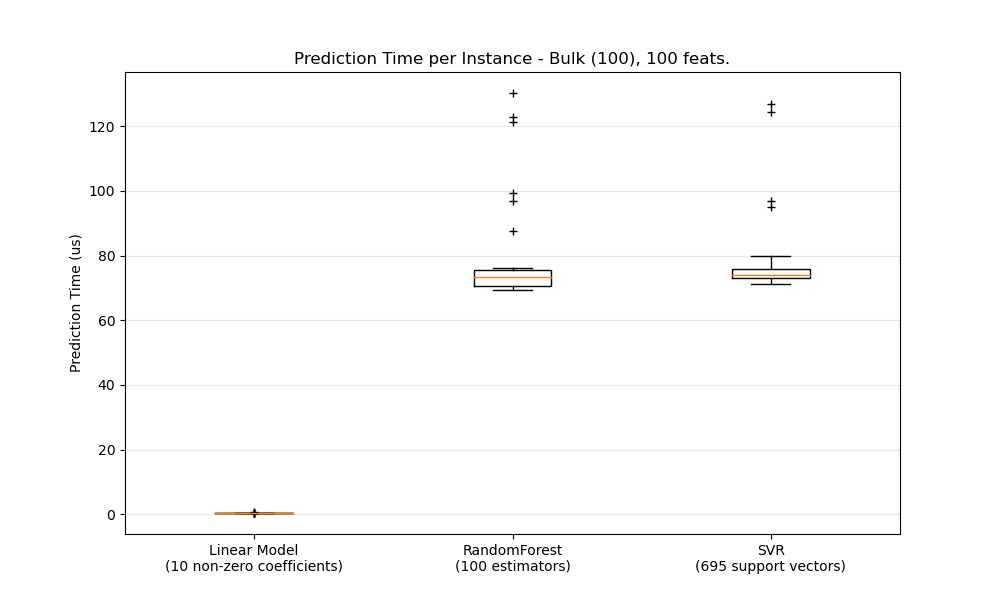 Prediction Time per Instance - Bulk (100), 100 feats.
Prediction Time (us)
120
100
80
60
40
20
0
Linear Model
(10 non-zero coefficients)
RandomForest
(100 estimators)
SVR
(695 support vectors)